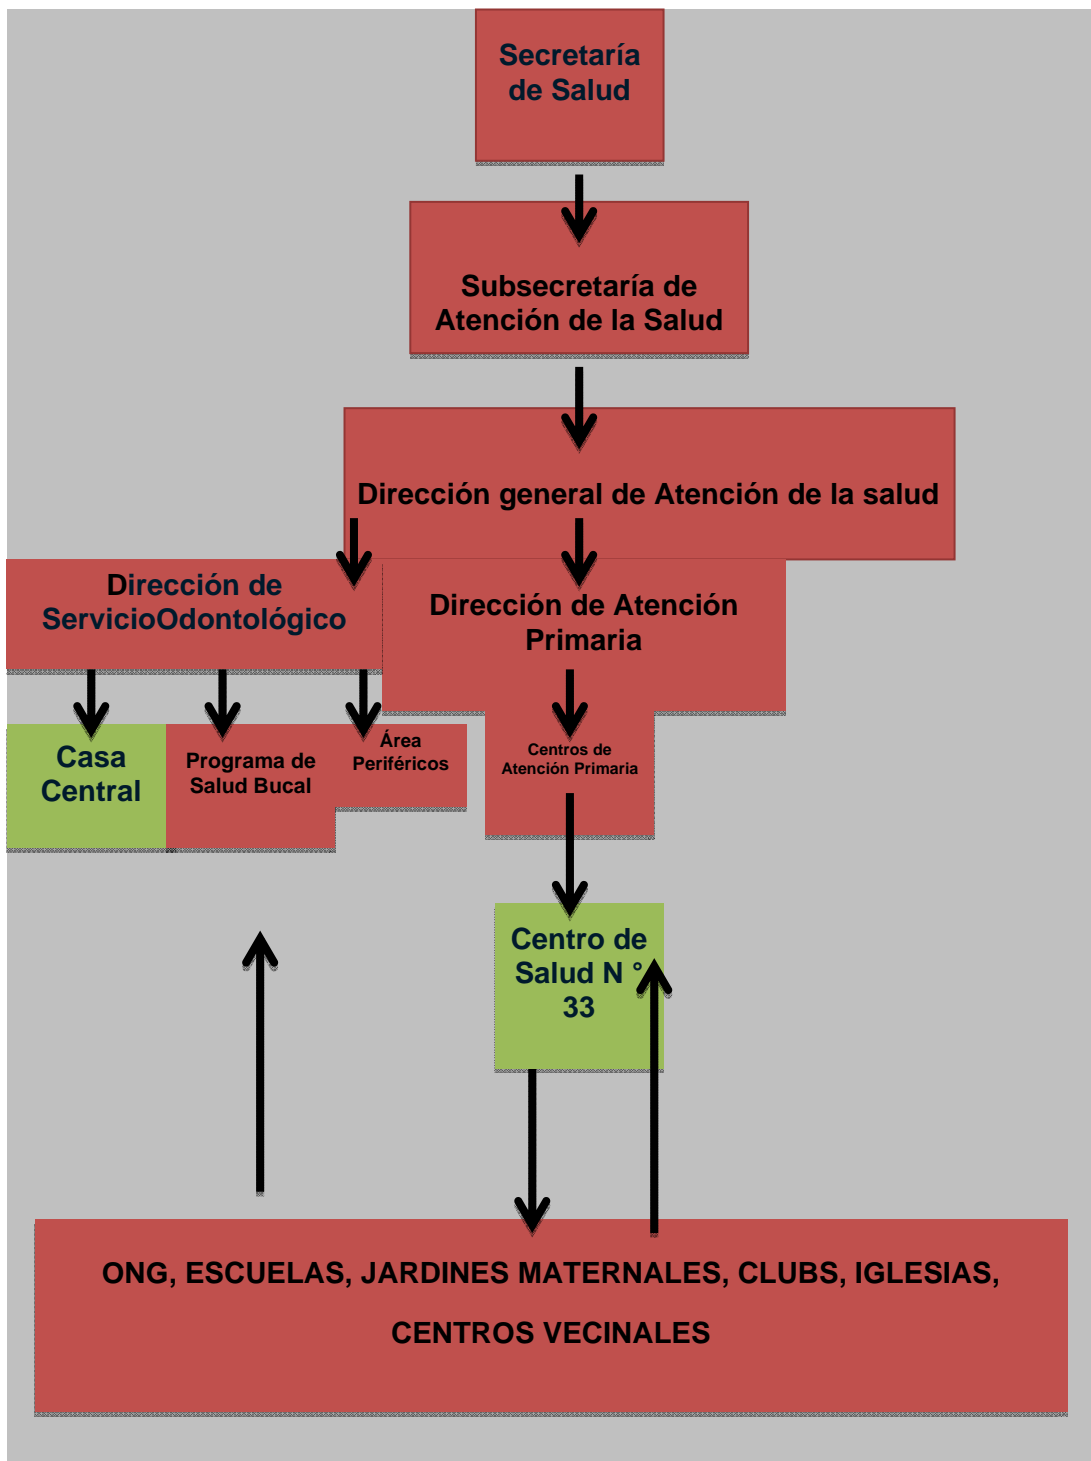 Secretaría
de Salud
Subsecretaría de
Atención de la Salud
Dirección general de Atención de la salud
Dirección de
ServicioOdontológico
Dirección de Atención
Primaria
Casa
Central
Programa de
Salud Bucal
Área
Periféricos
Centros de
Atención Primaria
Centro de
Salud N °
33
ONG, ESCUELAS, JARDINES MATERNALES, CLUBS, IGLESIAS,
CENTROS VECINALES